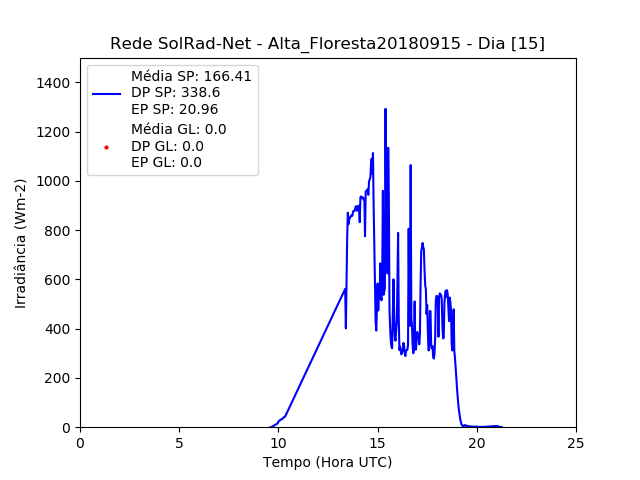 Rede SolRad-Net - Alta_Floresta20180915 - Dia [15]
Média SP: 166.41
DP SP: 338.6
EP SP: 20.96
Média GL: 0.0
DP GL: 0.0
EP GL: 0.0
1400
1200
1000
800
600
400
200
0
Irradiância (Wm-2)
0 5 10 15 20 25
Tempo (Hora UTC)